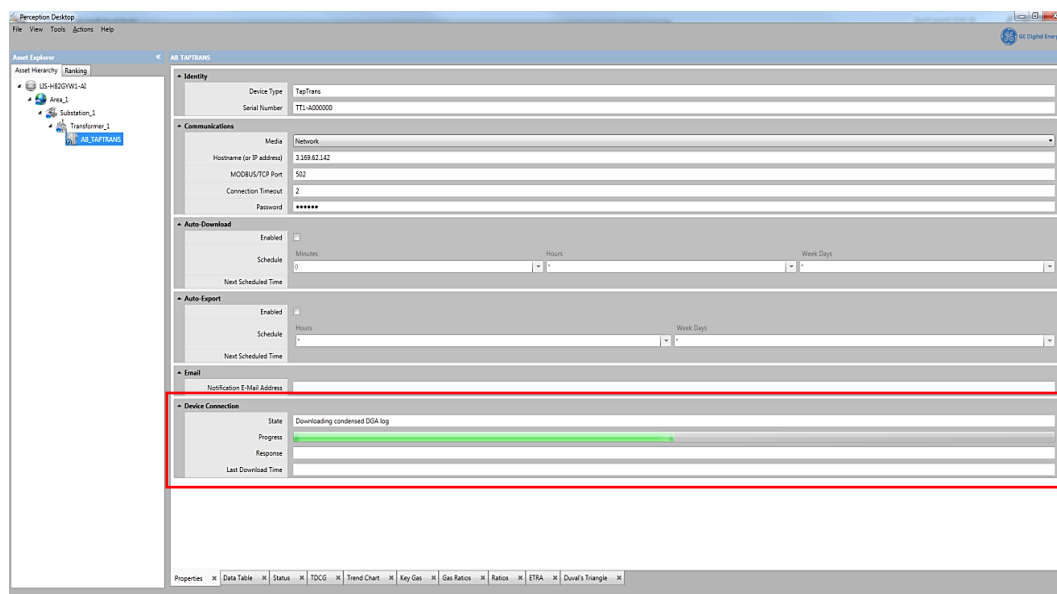 Perception Desktop
File View Tools Actions Help
GE Digital Energy
Asset Explorer «
AB TAPTRANS
Asset Hierarchy Ranking
Identity
Device Type TapTrans
Serial Number TT1-A000000
LIS-H82GYW1-AI
Area_1
Substation_1
Transformer_1
AB_TAPTRANS
Communications
Media Network
Hostname (or IP address) 3.169.62.142
MODBUS/TCP Port 502
Connection Timeout 2
Password ••••••
Auto-Download
Enabled
Schedule
Minutes Hours Week Days
0 * *
Next Scheduled Time
Auto-Export
Enabled
Schedule
Hours Week Days
* *
Next Scheduled Time
Email
Notification E-Mail Address
Device Connection
State Downloading condensed DGA log
Progress
Response
Last Download Time
Properties Data Table Status TDCG Trend Chart Key Gas Gas Ratios Ratios ETRA Duval's Triangle